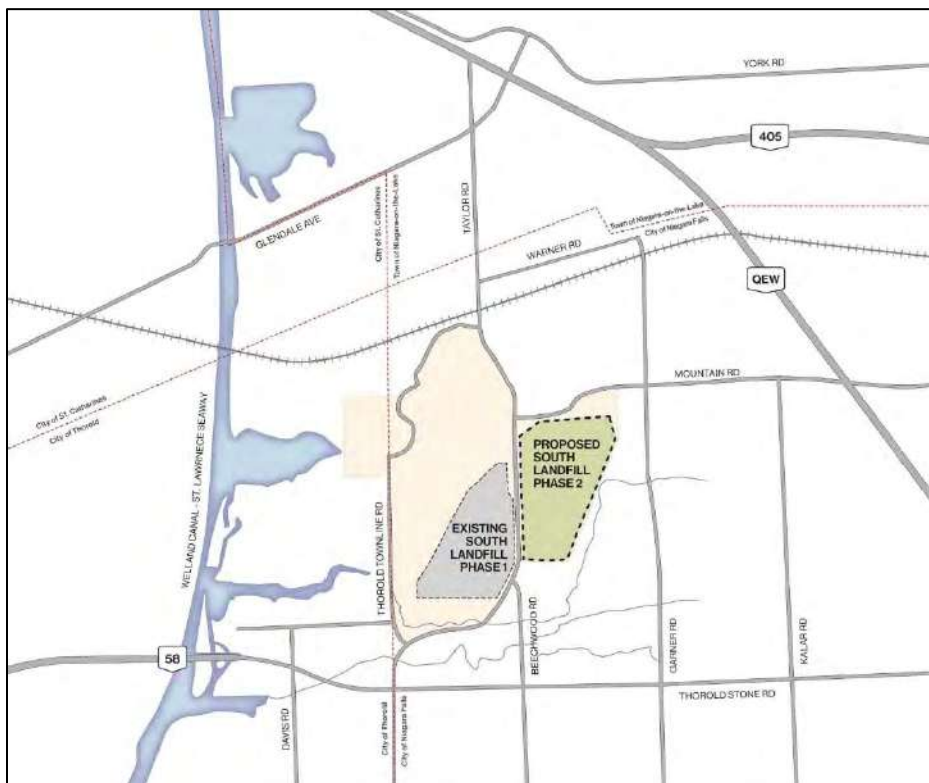 YORK RD
405
TAYLOR RD
City of St. Catharines
Town of Niagara-on-the-Lake
GLENDALE AVE
Town of Niagara-on-the-Lake
City of Niagara Falls
WARNER RD
QEW
MOUNTAIN RD
City of St. Catharines
City of Thorold
WELLAND CANAL - ST. LAWRNECE SEAWAY
PROPOSED
SOUTH
LANDFILL
PHASE 2
EXISTING
SOUTH
LANDFILL
PHASE 1
THOROLD TOWNLINE RD
BEECHWOOD RD
GARNER RD
KALAR RD
58
THOROLD STONE RD
DAVIS RD
City of Thorold
City of Niagara Falls